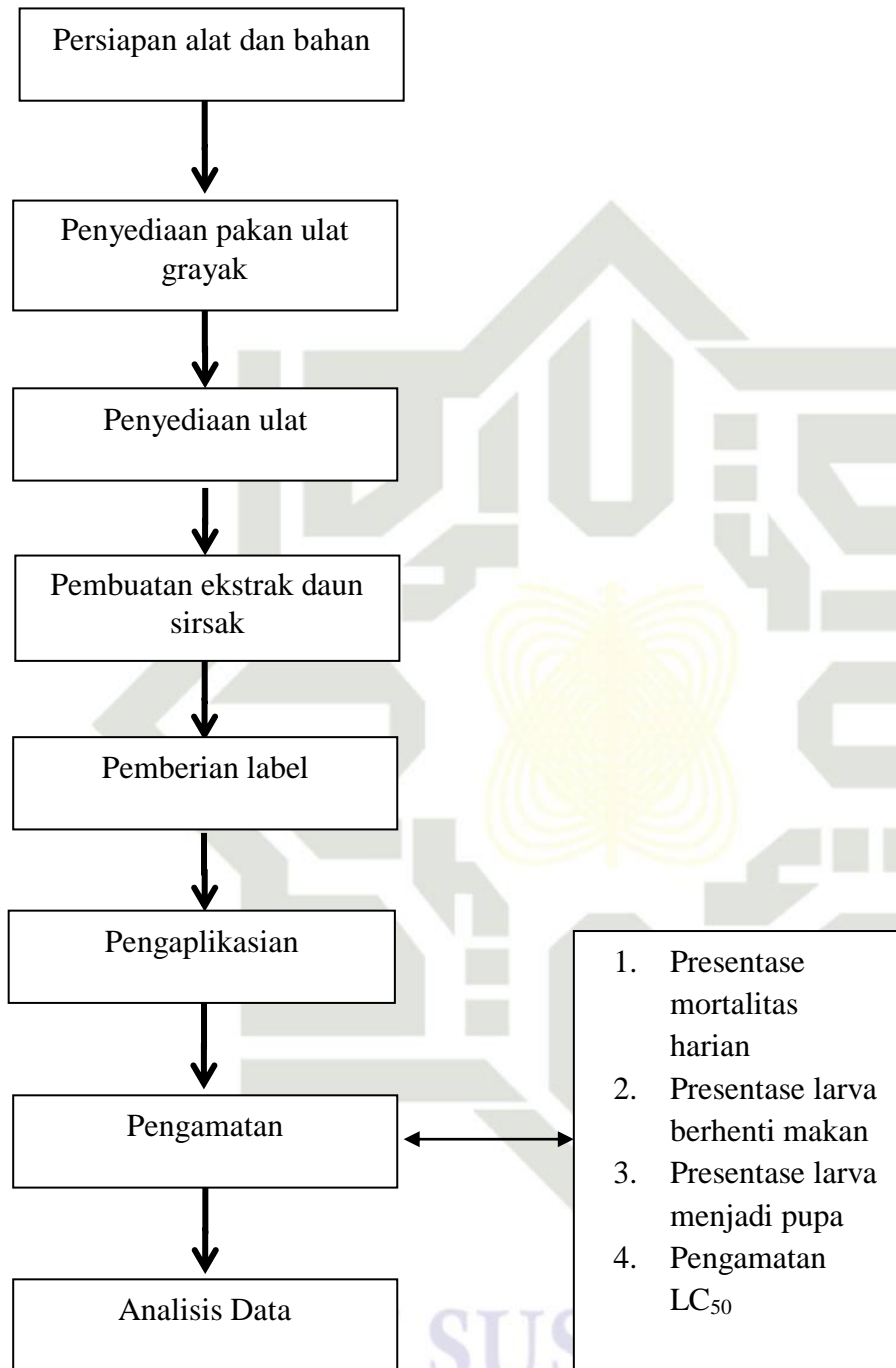 Persiapan alat dan bahan
Penyediaan pakan ulat
grayak
Penyediaan ulat
Pembuatan ekstrak daun
sirsak
Pemberian label
Pengaplikasian
Pengamatan
1. Presentase
mortalitas
harian
2. Presentase larva
berhenti makan
3. Presentase larva
menjadi pupa
4. Pengamatan
LC₅₀
Analisis Data